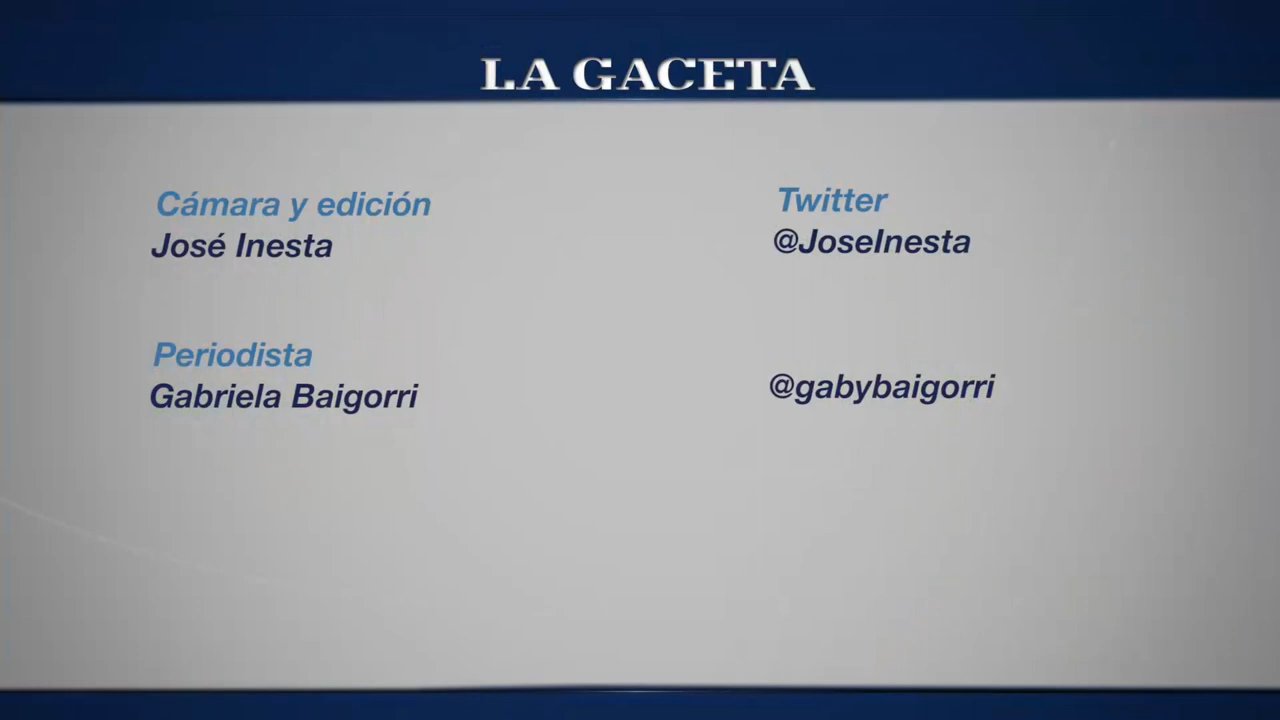 LA GACETA
Cámara y edición
José Inesta
Twitter
@JoseInesta
Periodista
Gabriela Baigorri
@gabybaigorri